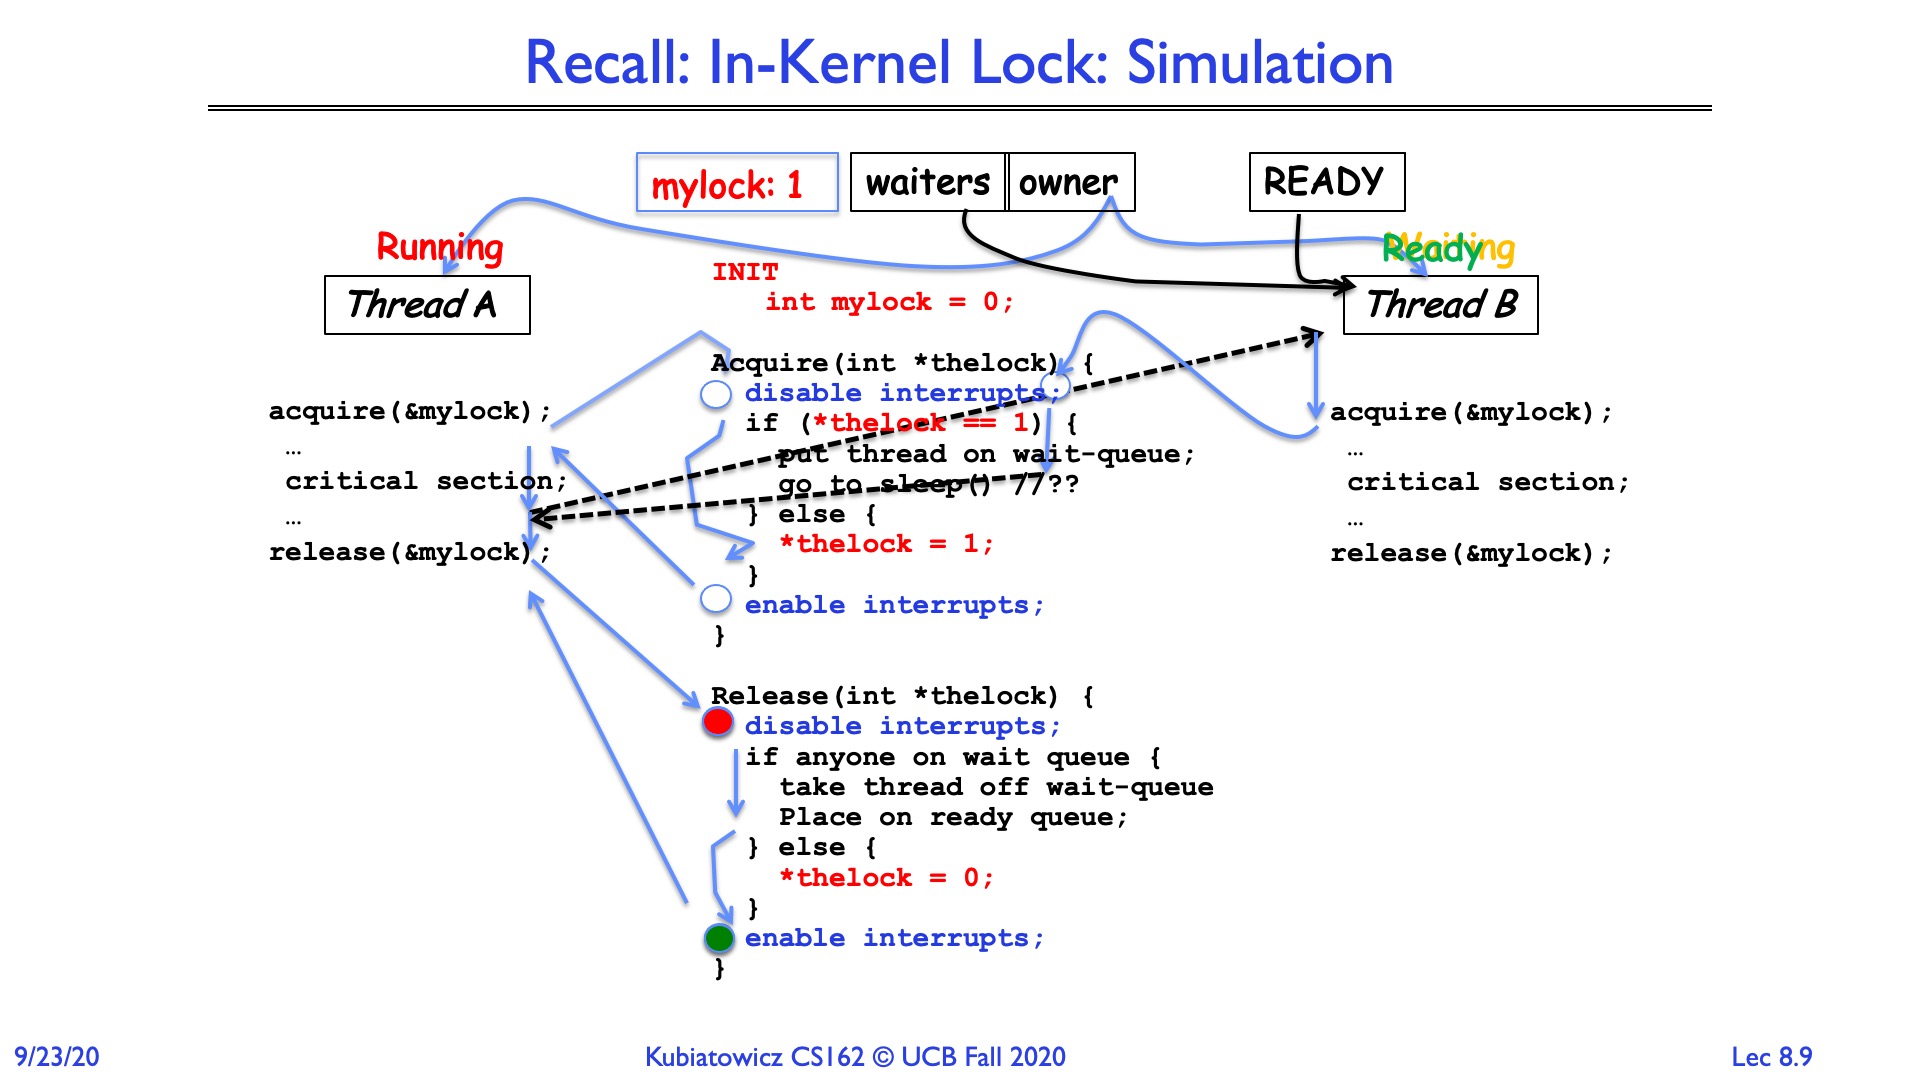 Recall: In-Kernel Lock: Simulation
mylock: 1
waiters
owner
READY
Running
Waiting
Ready
Thread A
Thread B
INIT
int mylock = 0;
Acquire(int *thelock) {
disable interrupts;
if (*thelock == 1) {
put thread on wait-queue;
go to sleep() //??
} else {
*thelock = 1;
}
enable interrupts;
}
acquire(&mylock);
…
critical section;
…
release(&mylock);
acquire(&mylock);
…
critical section;
…
release(&mylock);
Release(int *thelock) {
disable interrupts;
if anyone on wait queue {
take thread off wait-queue
Place on ready queue;
} else {
*thelock = 0;
}
enable interrupts;
}
9/23/20
Kubiatowicz CS162 © UCB Fall 2020
Lec 8.9